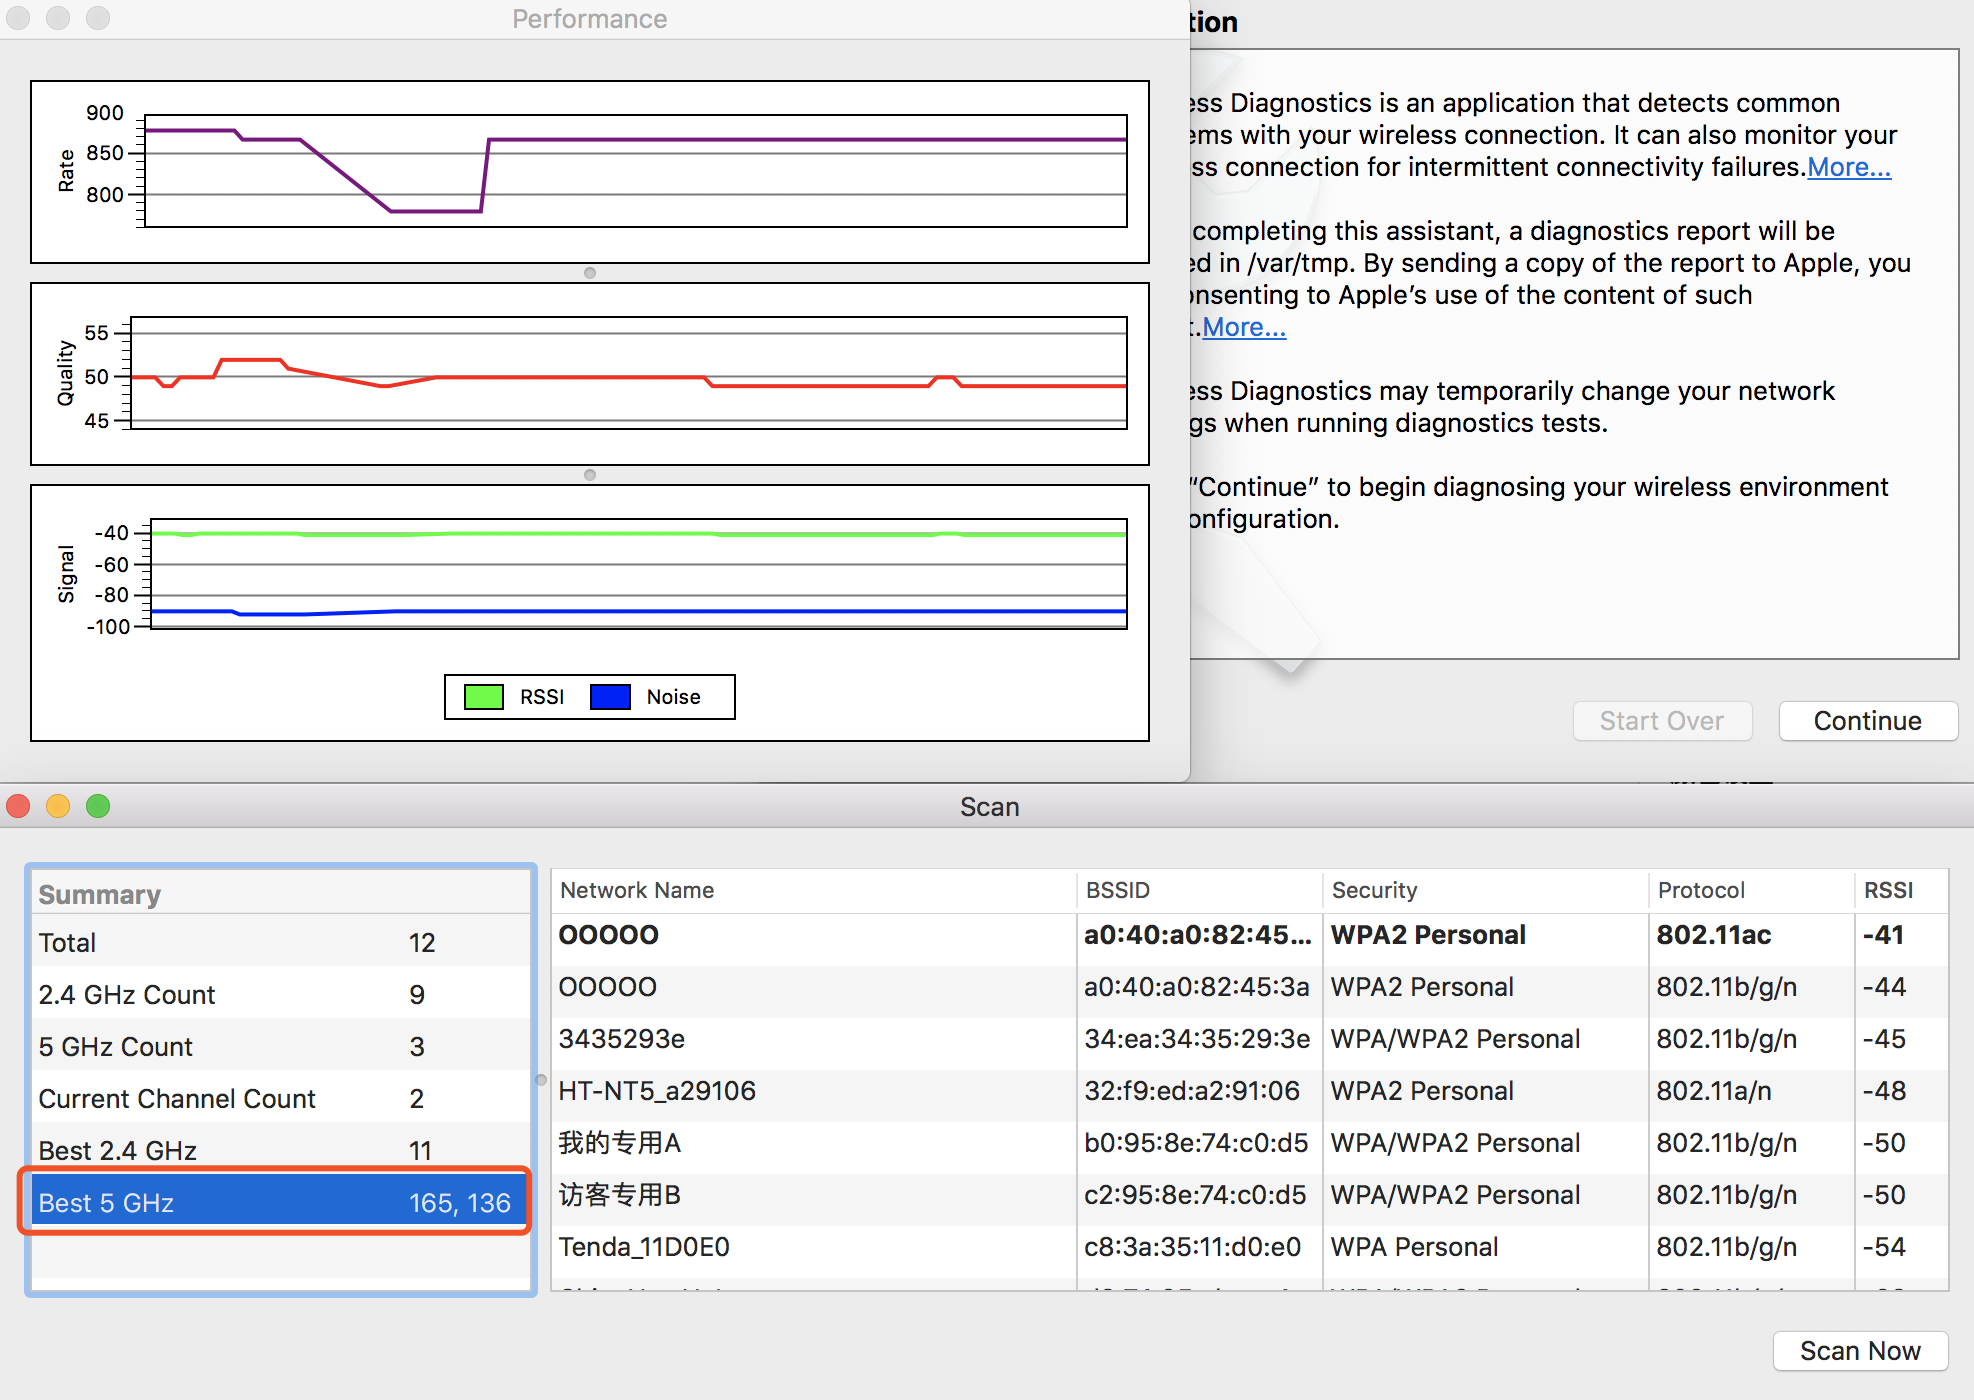 Performance
900
850
800
Rate
55
50
45
Quality
-40
-60
-80
-100
Signal
RSSI
Noise
tion
ess Diagnostics is an application that detects common
ems with your wireless connection. It can also monitor your
ss connection for intermittent connectivity failures.More...
completing this assistant, a diagnostics report will be
ed in /var/tmp. By sending a copy of the report to Apple, you
onsenting to Apple's use of the content of such
t.More...
ess Diagnostics may temporarily change your network
gs when running diagnostics tests.
“Continue” to begin diagnosing your wireless environment
onfiguration.
Start Over
Continue
Scan
Summary
Total 12
2.4 GHz Count 9
5 GHz Count 3
Current Channel Count 2
Best 2.4 GHz 11
Best 5 GHz 165, 136
Network Name BSSID Security Protocol RSSI
OOOOO a0:40:a0:82:45... WPA2 Personal 802.11ac -41
OOOOO a0:40:a0:82:45:3a WPA2 Personal 802.11b/g/n -44
3435293e 34:ea:34:35:29:3e WPA/WPA2 Personal 802.11b/g/n -45
HT-NT5_a29106 32:f9:ed:a2:91:06 WPA2 Personal 802.11a/n -48
我的专用A b0:95:8e:74:c0:d5 WPA/WPA2 Personal 802.11b/g/n -50
访客专用B c2:95:8e:74:c0:d5 WPA/WPA2 Personal 802.11b/g/n -50
Tenda_11D0E0 c8:3a:35:11:d0:e0 WPA Personal 802.11b/g/n -54
Scan Now